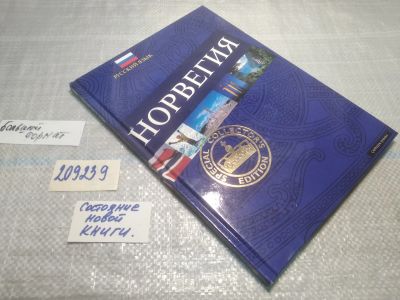 большой
формат
209239
Состояние
новой
книги.
РУССКИЙ ЯЗЫК
НОРВЕГИЯ
SPECIAL COLLECTOR'S
EDITION